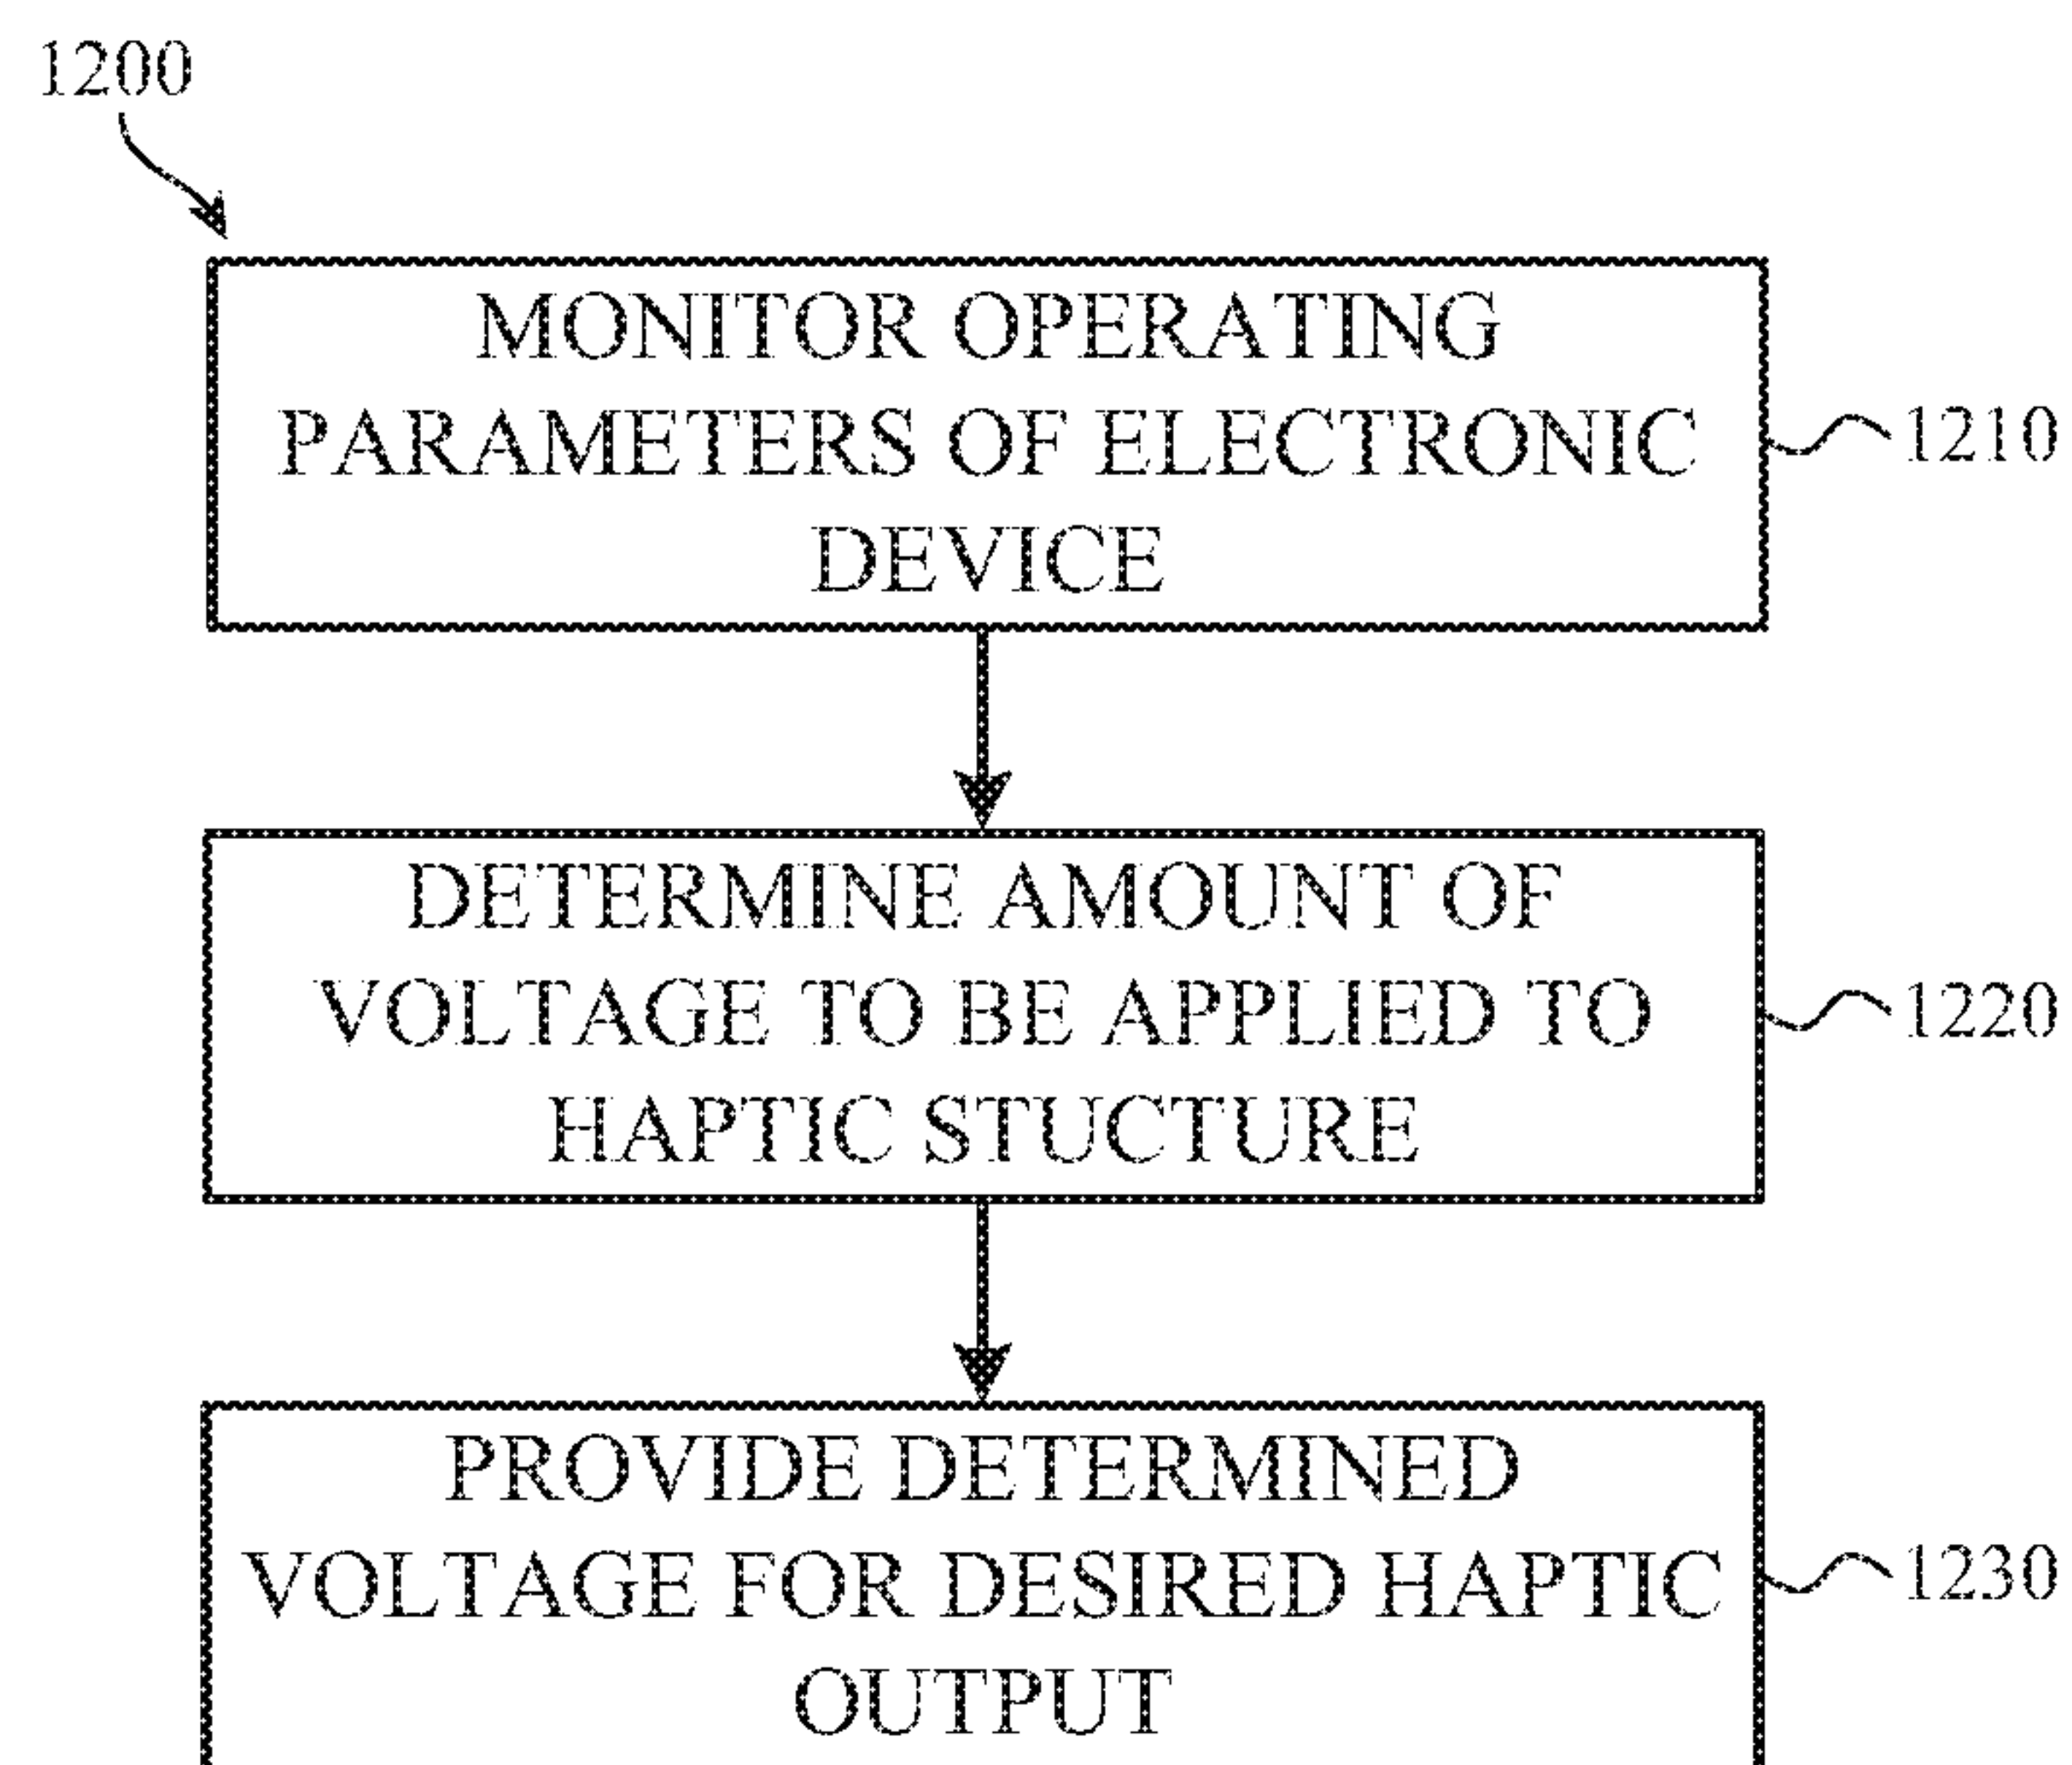 1200
MONITOR OPERATING
PARAMETERS OF ELECTRONIC
DEVICE
1210
DETERMINE AMOUNT OF
VOLTAGE TO BE APPLIED TO
HAPTIC STUCTURE
1220
PROVIDE DETERMINED
VOLTAGE FOR DESIRED HAPTIC
OUTPUT
1230